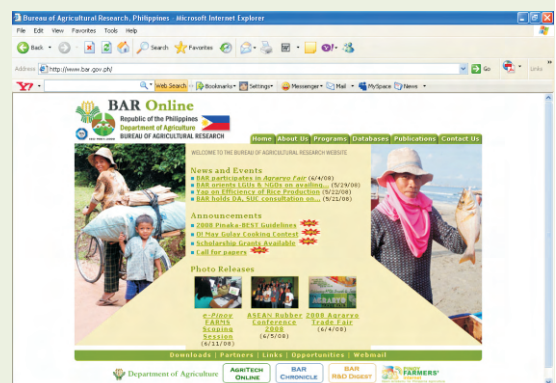 Bureau of Agricultural Research, Philippines - Microsoft Internet Explorer
File Edit View Favorites Tools Help
Back Search Favorites
Address http://www.bar.gov.ph/ Go Links
Y7 Web Search Bookmarks Settings Messenger Mail MySpace News
BAR Online
Republic of the Philippines
Department of Agriculture
BUREAU OF AGRICULTURAL RESEARCH
Home About Us Programs Databases Publications Contact Us
WELCOME TO THE BUREAU OF AGRICULTURAL RESEARCH WEBSITE
News and Events
BAR participates in Agraryo Fair (6/4/08)
BAR orients LGUs & NGOs on availing... (5/29/08)
Yap on Efficiency of Rice Production (5/22/08)
BAR holds DA, SUC consultation on... (5/21/08)
Announcements
2008 Pinaka-BEST Guidelines
O! May Gulay Cooking Contest
Scholarship Grants Available
Call for papers
Photo Releases
e-Pinoy FARMS Scoping Session (6/11/08)
ASEAN Rubber Conference 2008 (6/5/08)
2008 Agraryo Trade Fair (6/4/08)
Downloads | Partners | Links | Opportunities | Webmail
Department of Agriculture
AGRITECH ONLINE
BAR CHRONICLE
BAR R&D DIGEST
FARMERS'